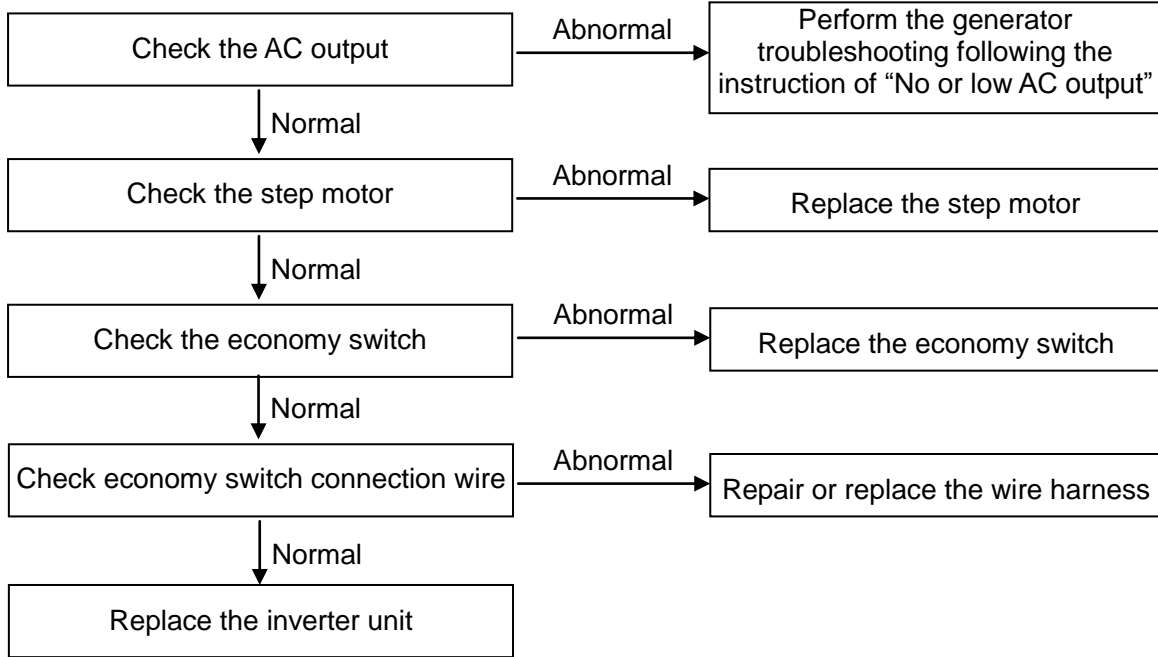 Check the AC output
Abnormal
Perform the generator
troubleshooting following the
instruction of “No or low AC output”
Normal
Check the step motor
Abnormal
Replace the step motor
Normal
Check the economy switch
Abnormal
Replace the economy switch
Normal
Check economy switch connection wire
Abnormal
Repair or replace the wire harness
Normal
Replace the inverter unit